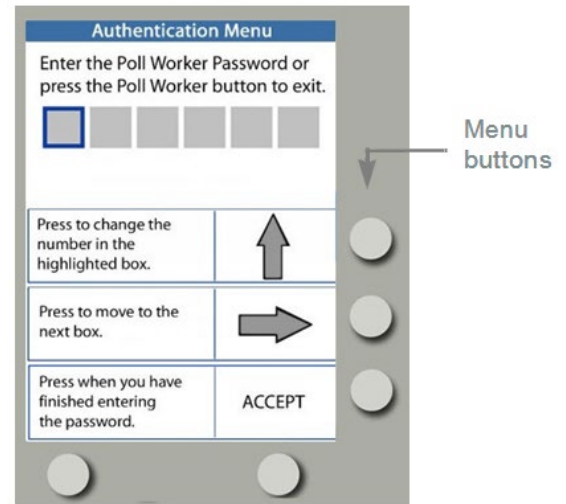 Authentication Menu
Enter the Poll Worker Password or
press the Poll Worker button to exit.
Menu
buttons
Press to change the
number in the
highlighted box.
Press to move to the
next box.
Press when you have
finished entering
the password.
ACCEPT